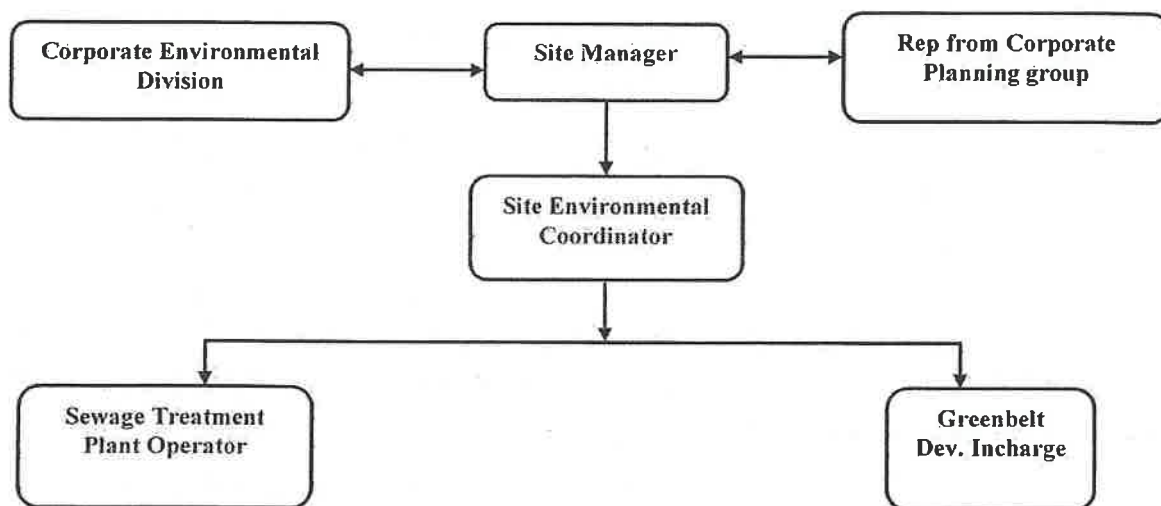 Corporate Environmental
Division
Site Manager
Rep from Corporate
Planning group
Site Environmental
Coordinator
Sewage Treatment
Plant Operator
Greenbelt
Dev. Incharge